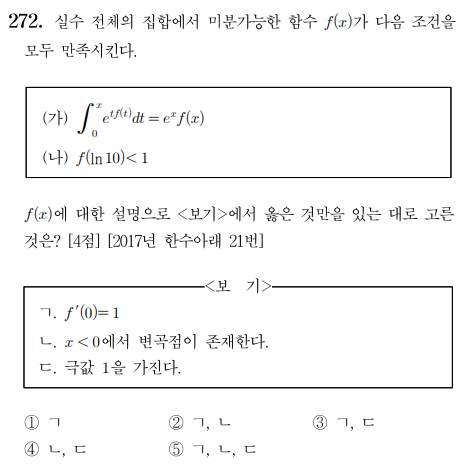 272. 실수 전체의 집합에서 미분가능한 함수 f(x)가 다음 조건을
모두 만족시킨다.
(가) ∫₀ˣ e^{tf(t)}dt = eˣf(x)
(나) f(ln10)<1
f(x)에 대한 설명으로 <보기>에서 옳은 것만을 있는 대로 고른
것은? [4점] [2017년 한수아래 21번]
<보 기>
ㄱ. f′(0)=1
ㄴ. x<0에서 변곡점이 존재한다.
ㄷ. 극값 1을 가진다.
① ㄱ ② ㄱ, ㄴ ③ ㄱ, ㄷ
④ ㄴ, ㄷ ⑤ ㄱ, ㄴ, ㄷ